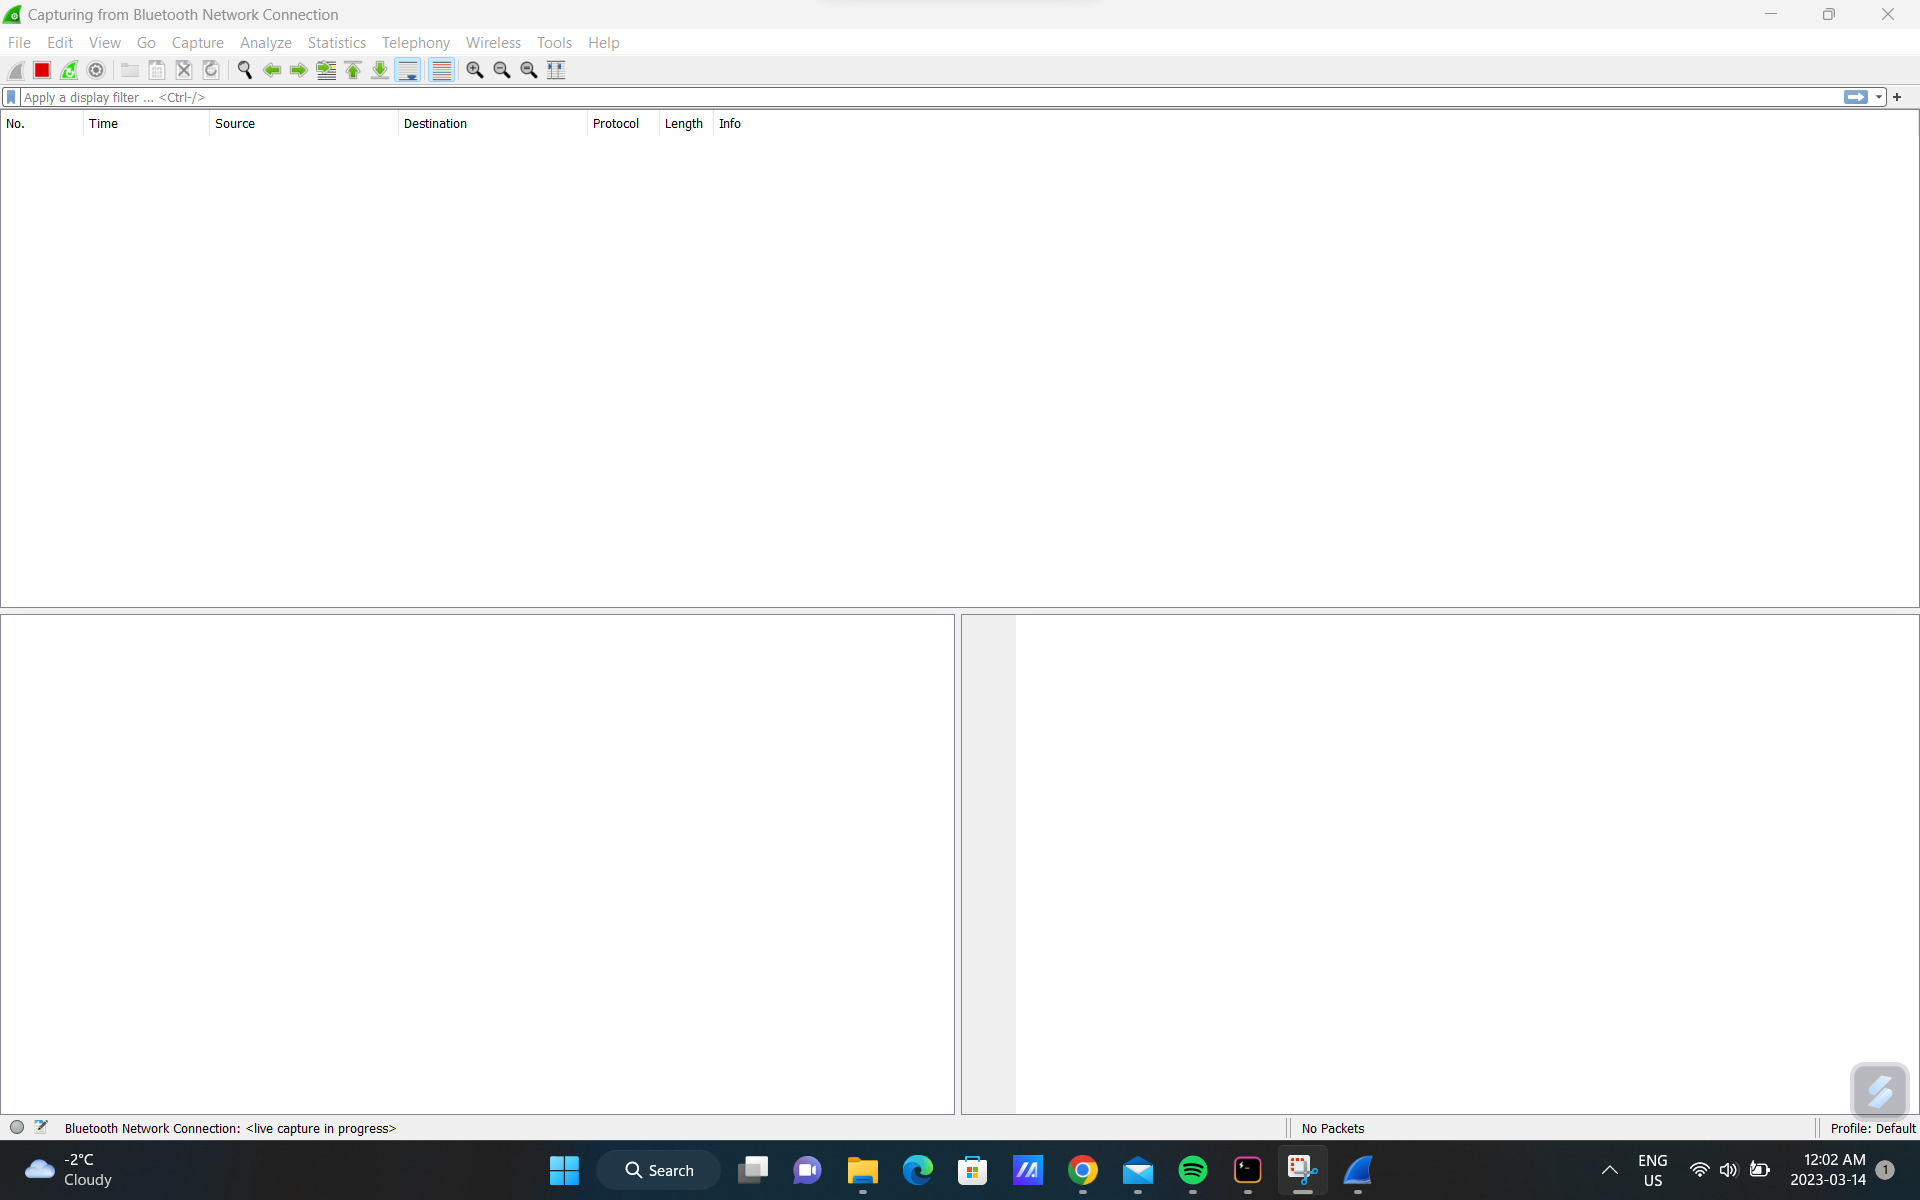 Capturing from Bluetooth Network Connection
File Edit View Go Capture Analyze Statistics Telephony Wireless Tools Help
Apply a display filter ... <Ctrl-/>
No. Time Source Destination Protocol Length Info
Bluetooth Network Connection: <live capture in progress> No Packets Profile: Default
-2°C
Cloudy
Search
ENG
US
12:02 AM
2023-03-14
1